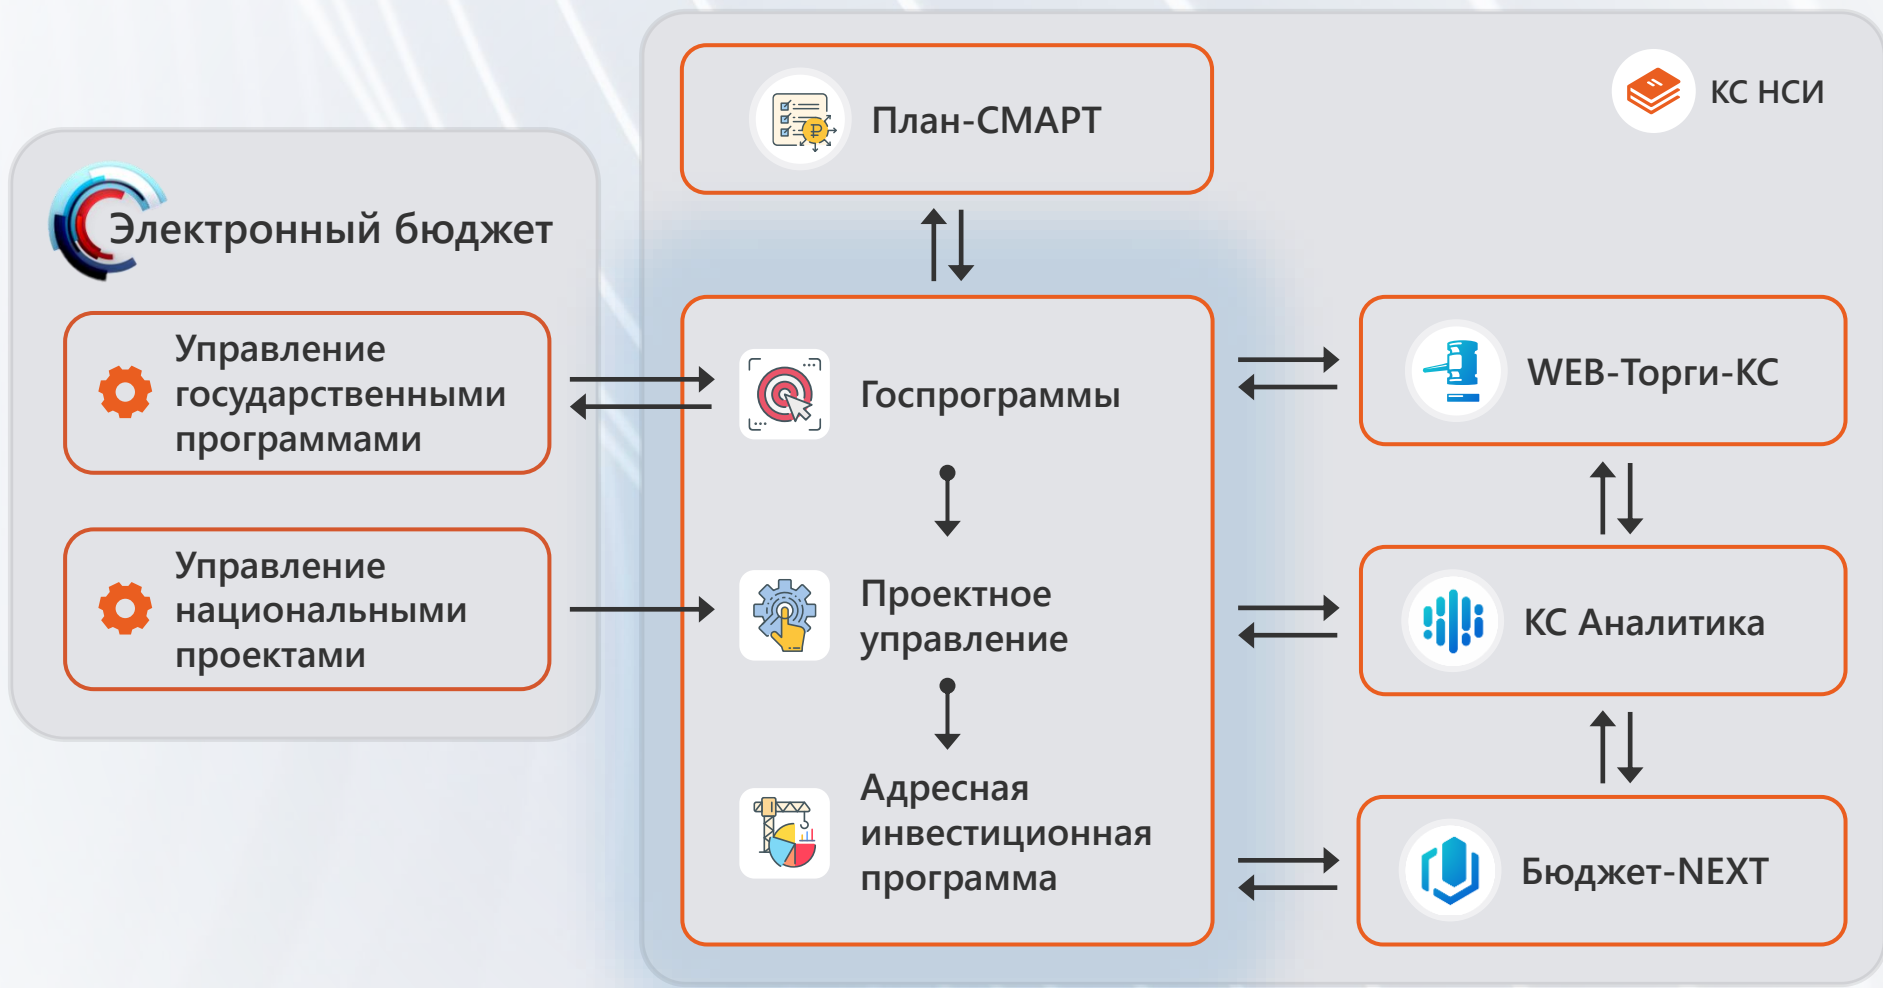 План-СМАРТ
КС НСИ
Электронный бюджет
Управление
государственными
программами
Управление
национальными
проектами
Госпрограммы
Проектное
управление
Адресная
инвестиционная
программа
WEB-Торги-КС
КС Аналитика
Бюджет-NEXT